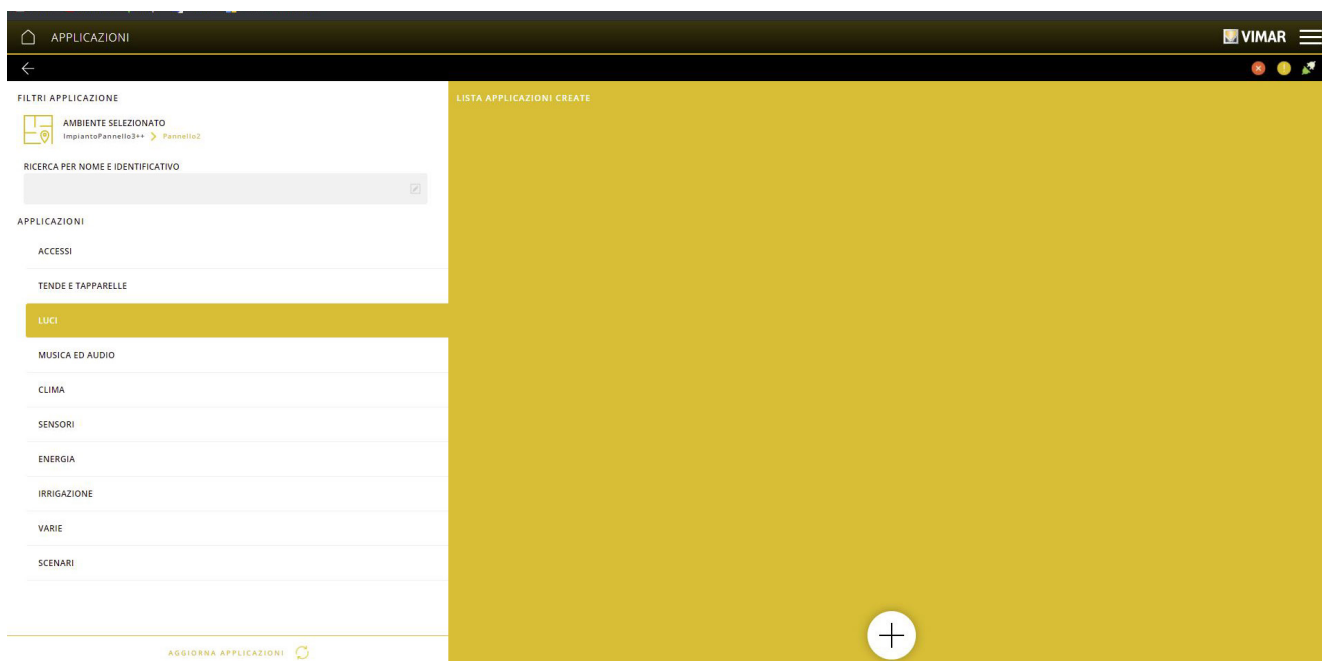 APPLICAZIONI
VIMAR
FILTRI APPLICAZIONE
LISTA APPLICAZIONI CREATE
AMBIENTE SELEZIONATO
ImpiantoPannello3++ > Pannello2
RICERCA PER NOME E IDENTIFICATIVO
APPLICAZIONI
ACCESSI
TENDE E TAPPARELLE
LUCI
MUSICA ED AUDIO
CLIMA
SENSORI
ENERGIA
IRRIGAZIONE
VARIE
SCENARI
AGGIORNA APPLICAZIONI